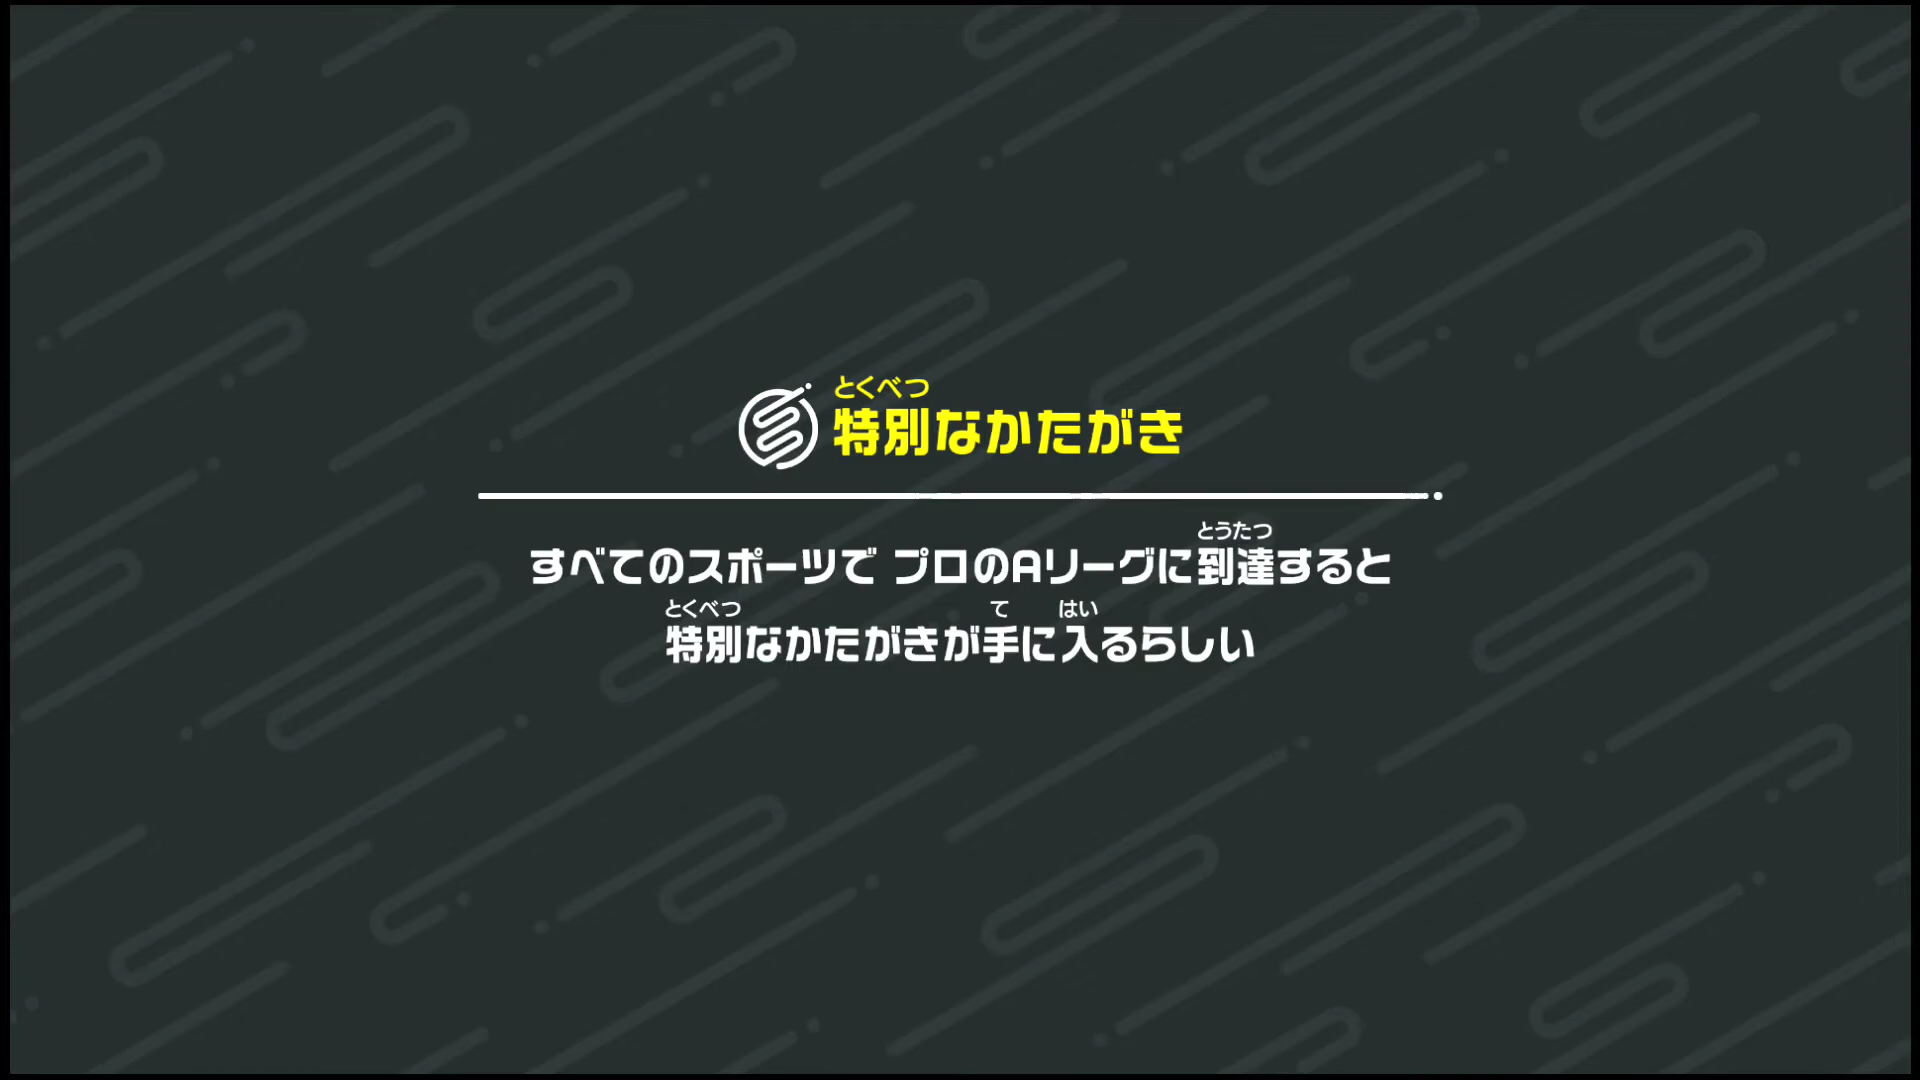 とくべつ
特別なかたがき
とうたつ
すべてのスポーツで プロのAリーグに到達すると
とくべつ て はい
特別なかたがきが手に入るらしい